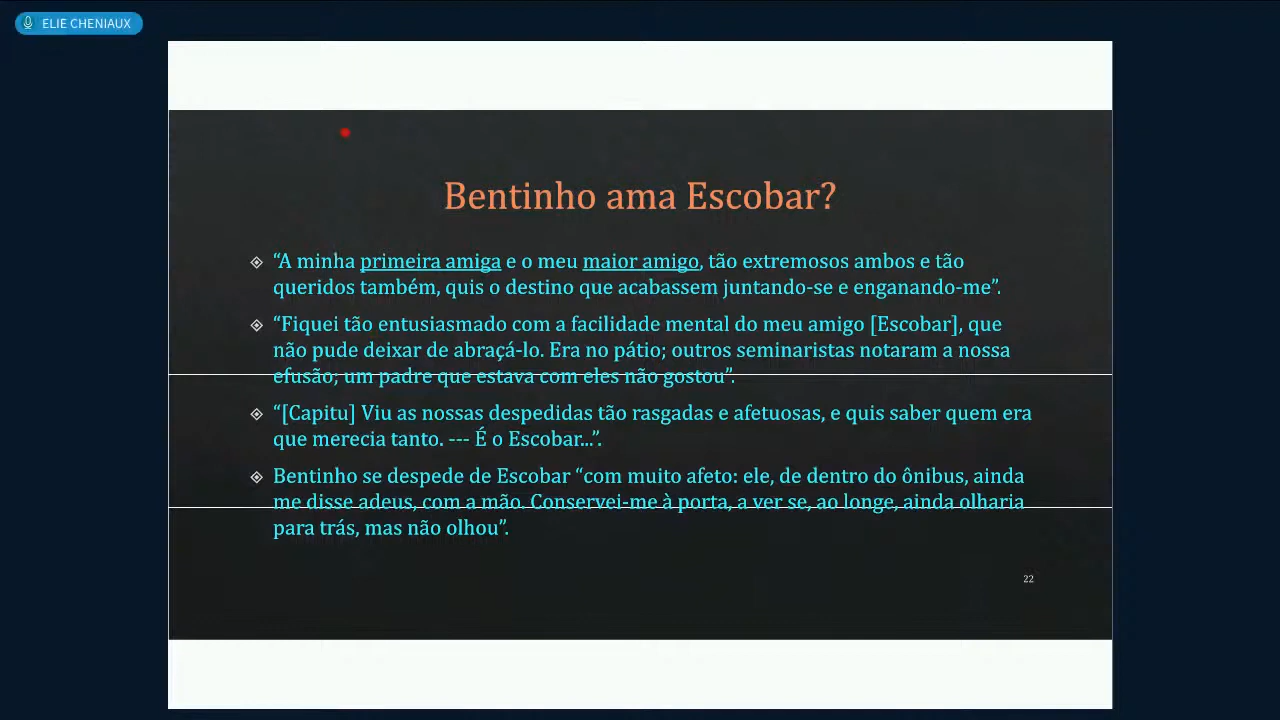 ELIE CHENIAUX
Bentinho ama Escobar?
“A minha primeira amiga e o meu maior amigo, tão extremosos ambos e tão
queridos também, quis o destino que acabassem juntando-se e enganando-me”.
“Fiquei tão entusiasmado com a facilidade mental do meu amigo [Escobar], que
não pude deixar de abraçá-lo. Era no pátio; outros seminaristas notaram a nossa
efusão; um padre que estava com eles não gostou”.
“[Capitu] Viu as nossas despedidas tão rasgadas e afetuosas, e quis saber quem era
que merecia tanto. --- É o Escobar...”.
Bentinho se despede de Escobar “com muito afeto: ele, de dentro do ônibus, ainda
me disse adeus, com a mão. Conservei-me à porta, a ver se, ao longe, ainda olharia
para trás, mas não olhou”.
22